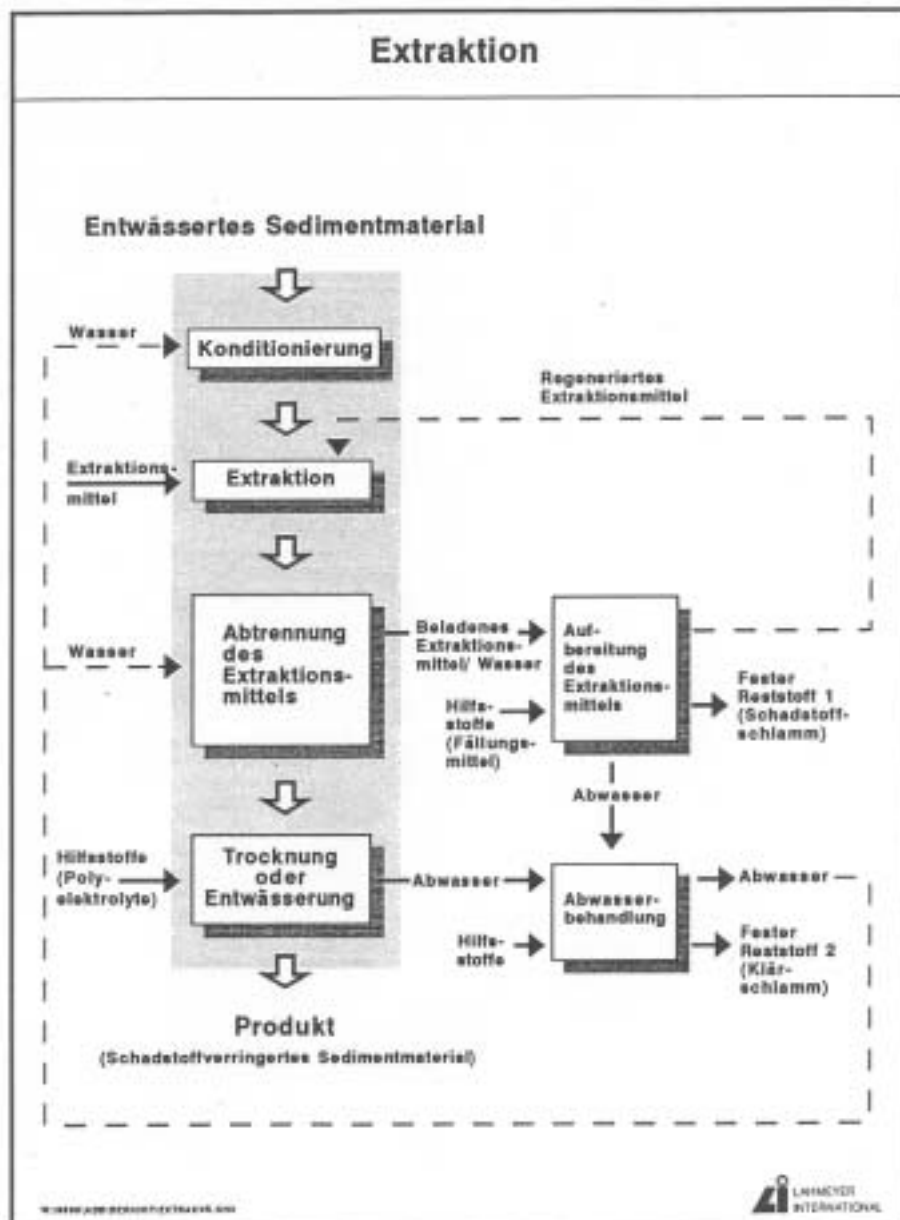 Extraktion
Entwässertes Sedimentmaterial
Wasser
Konditionierung
Regeneriertes
Extraktionsmittel
Extraktions-
mittel
Extraktion
Abtrennung
des
Extraktions-
mittels
Wasser
Beladenes
Extraktions-
mittel/ Wasser
Auf-
bereitung
des
Extraktions-
mittels
Hilfs-
stoffe
(Fällungs-
mittel)
Fester
Reststoff 1
(Schadstoff-
schlamm)
Abwasser
Hilfsstoffe
(Poly-
elektrolyte)
Trocknung
oder
Entwässerung
Abwasser
Abwasser-
behandlung
Abwasser
Hilfs-
stoffe
Fester
Reststoff 2
(Klär-
schlamm)
Produkt
(Schadstoffverringertes Sedimentmaterial)
LAHMEYER
INTERNATIONAL